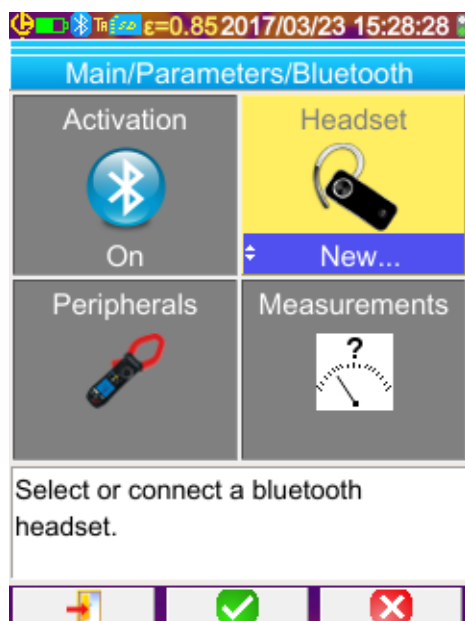 ε=0.85 2017/03/23 15:28:28
Main/Parameters/Bluetooth
Activation
Headset
On
New...
Peripherals
Measurements
?
Select or connect a bluetooth
headset.